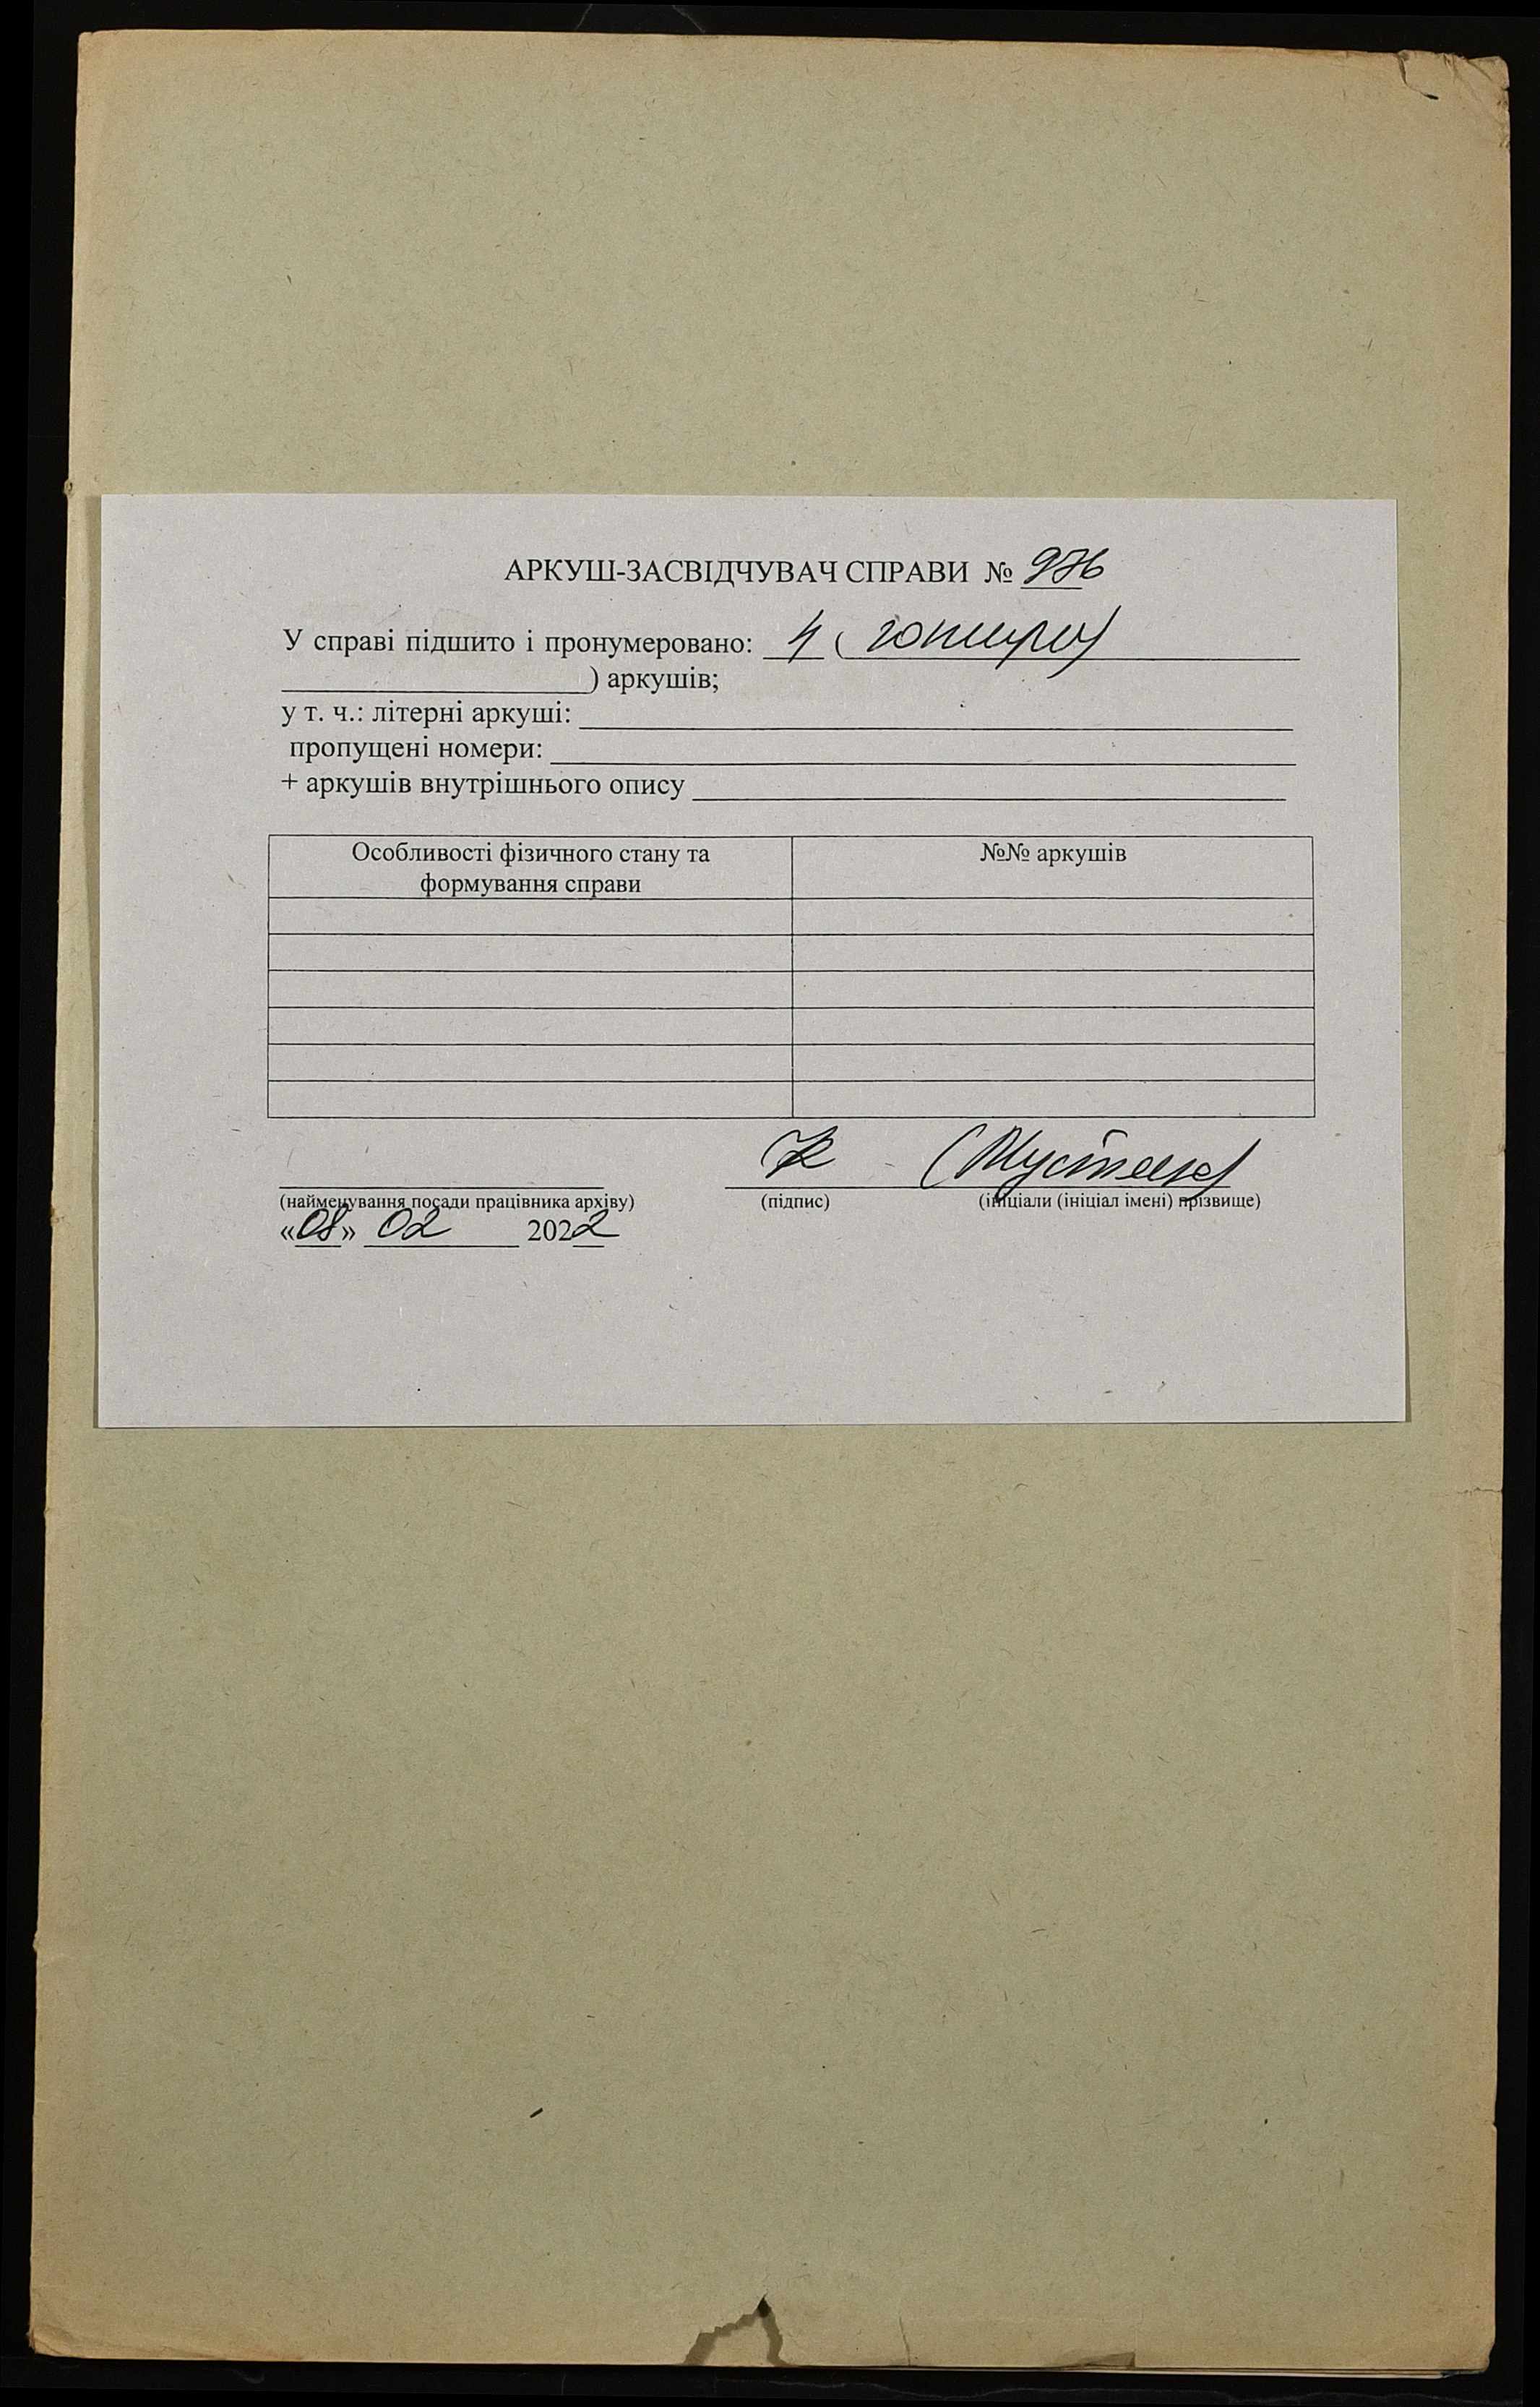 АРКУШ-ЗАСВІДЧУВАЧ СПРАВИ № 976
У справі підшито і пронумеровано: 4 ( чотири)
) аркушів;
у т. ч.: літерні аркуші:
пропущені номери:
+ аркушів внутрішнього опису
Особливості фізичного стану та
формування справи
№№ аркушів
(найменування посади працівника архіву) (підпис) (ініціали (ініціал імені) прізвище)
«08» 02 2022